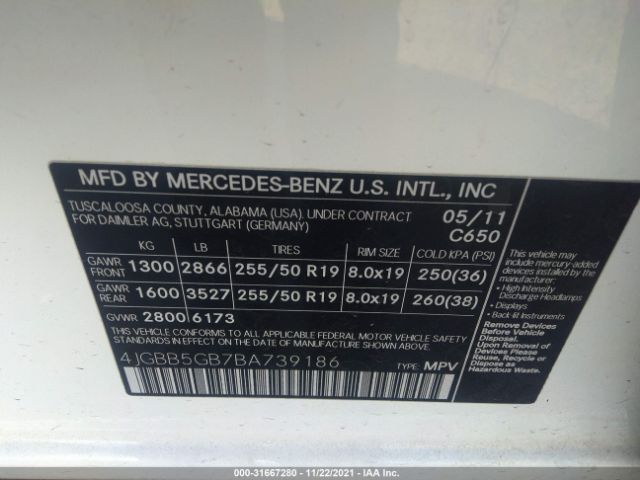 MFD BY MERCEDES-BENZ U.S. INTL., INC
TUSCALOOSA COUNTY, ALABAMA (USA). UNDER CONTRACT
FOR DAIMLER AG, STUTTGART (GERMANY)
05/11
C650
KG LB TIRES RIM SIZE COLD KPA (PSI)
GAWR FRONT 1300 2866 255/50 R19 8.0x19 250(36)
GAWR REAR 1600 3527 255/50 R19 8.0x19 260(38)
GVWR 2800 6173
THIS VEHICLE CONFORMS TO ALL APPLICABLE FEDERAL MOTOR VEHICLE SAFETY
STANDARDS IN EFFECT ON THE DATE OF MANUFACTURE SHOWN ABOVE.
4JGBB5GB7BA739186
TYPE: MPV
This vehicle may
include mercury-added
devices installed by
the manufacturer:
• High Intensity
Discharge Headlamps
• Displays
• Back-lit Instruments
Remove Devices
Before Vehicle
Disposal.
Reuse, Recycle or
Dispose as
Hazardous Waste.
000-31667280 - 11/22/2021 - IAA Inc.